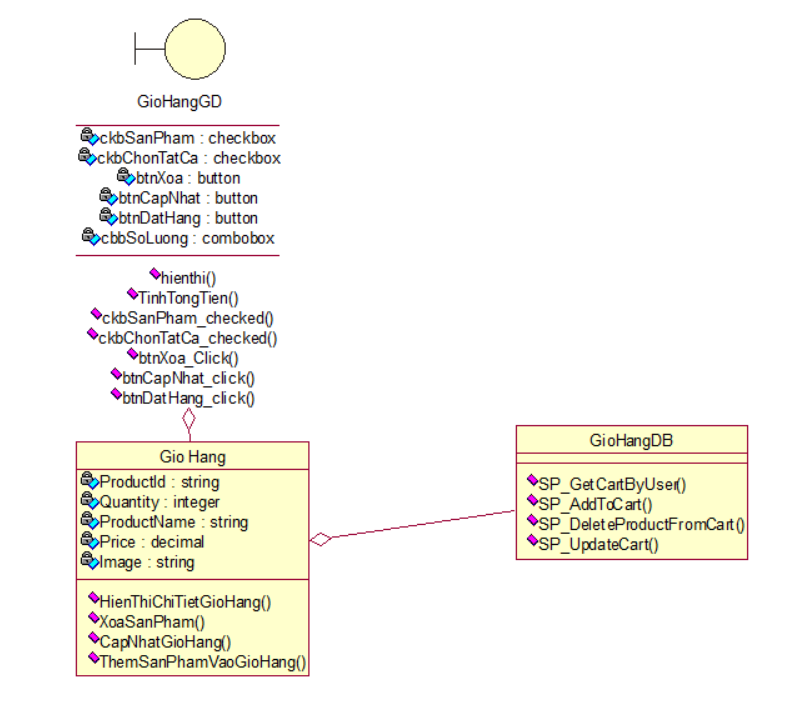 GioHangGD
ckbSanPham : checkbox
ckbChonTatCa : checkbox
btnXoa : button
btnCapNhat : button
btnDatHang : button
cbbSoLuong : combobox
hienthi()
TinhTongTien()
ckbSanPham_checked()
ckbChonTatCa_checked()
btnXoa_Click()
btnCapNhat_click()
btnDatHang_click()
Gio Hang
ProductId : string
Quantity : integer
ProductName : string
Price : decimal
Image : string
HienThiChiTietGioHang()
XoaSanPham()
CapNhatGioHang()
ThemSanPhamVaoGioHang()
GioHangDB
SP_GetCartByUser()
SP_AddToCart()
SP_DeleteProductFromCart()
SP_UpdateCart()